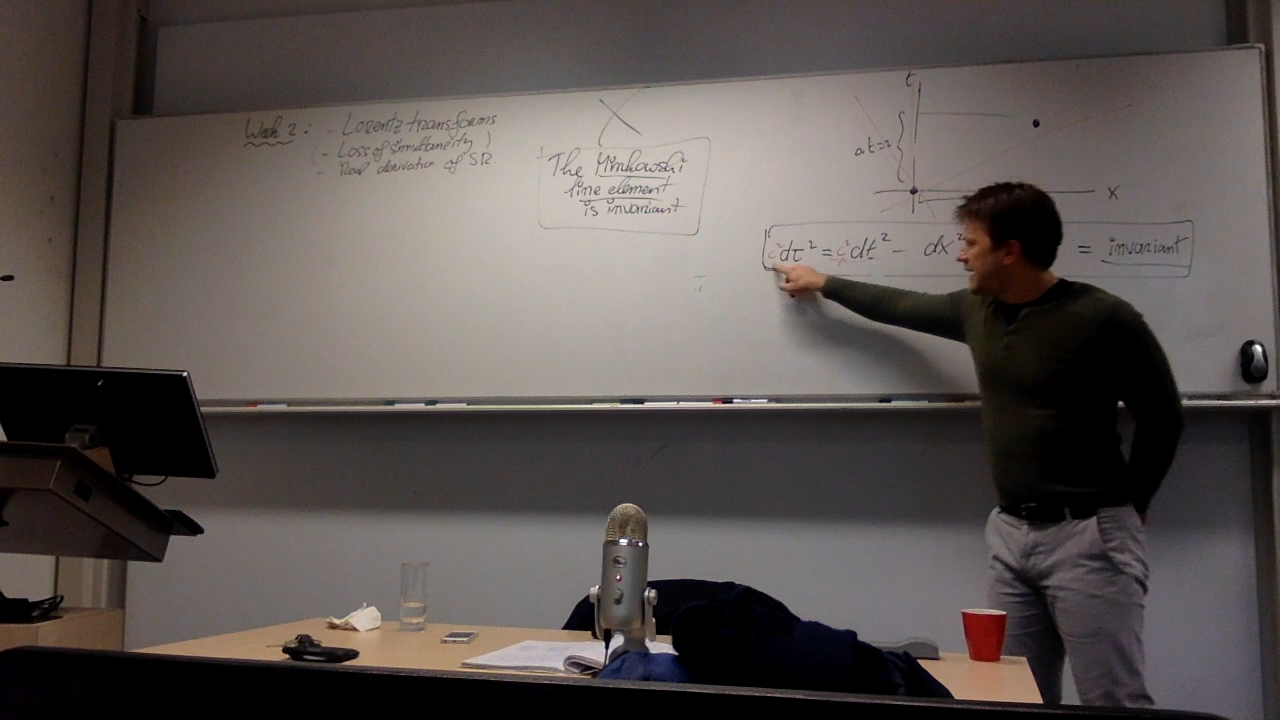 Week 2: - Lorentz transforms
(- Loss of simultaneity)
- Real derivation of SR
The Minkowski
line element
is invariant
t
x
c²dτ² = c²dt² - dx² = invariant